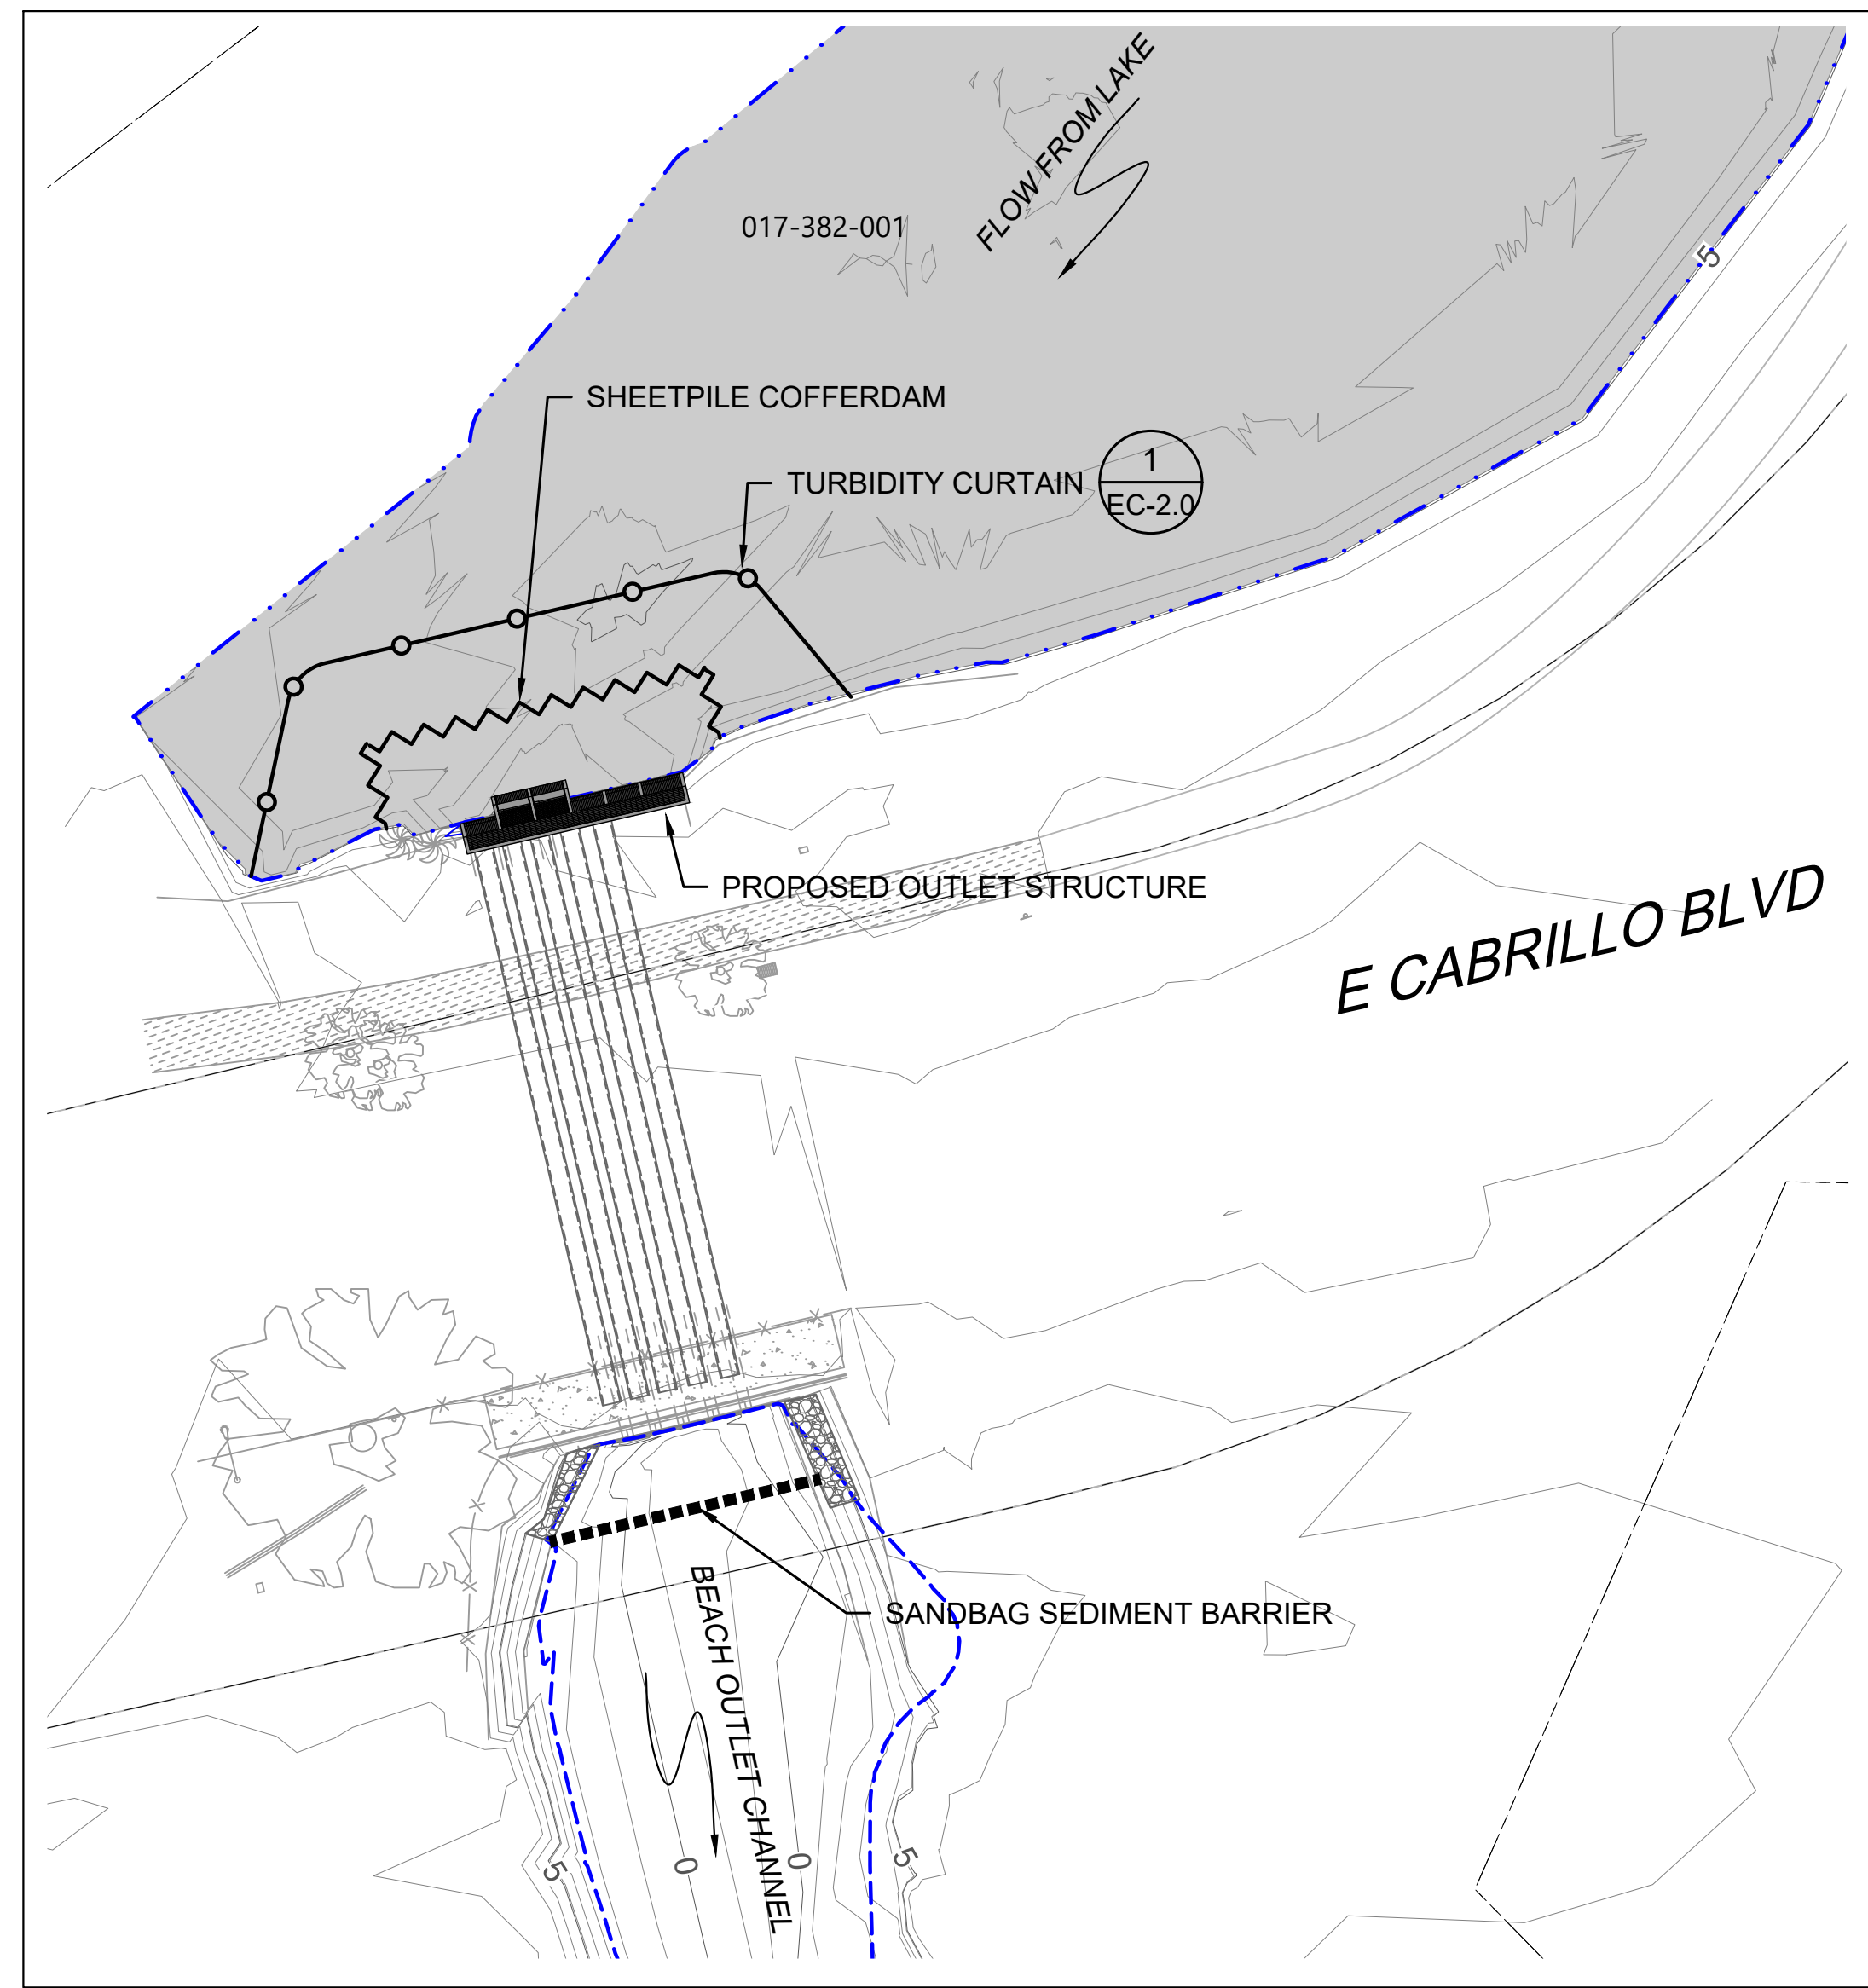 FLOW FROM LAKE
017-382-001
5
SHEETPILE COFFERDAM
TURBIDITY CURTAIN
1
EC-2.0
PROPOSED OUTLET STRUCTURE
E CABRILLO BLVD
SANDBAG SEDIMENT BARRIER
BEACH OUTLET CHANNEL
5
0
0
5